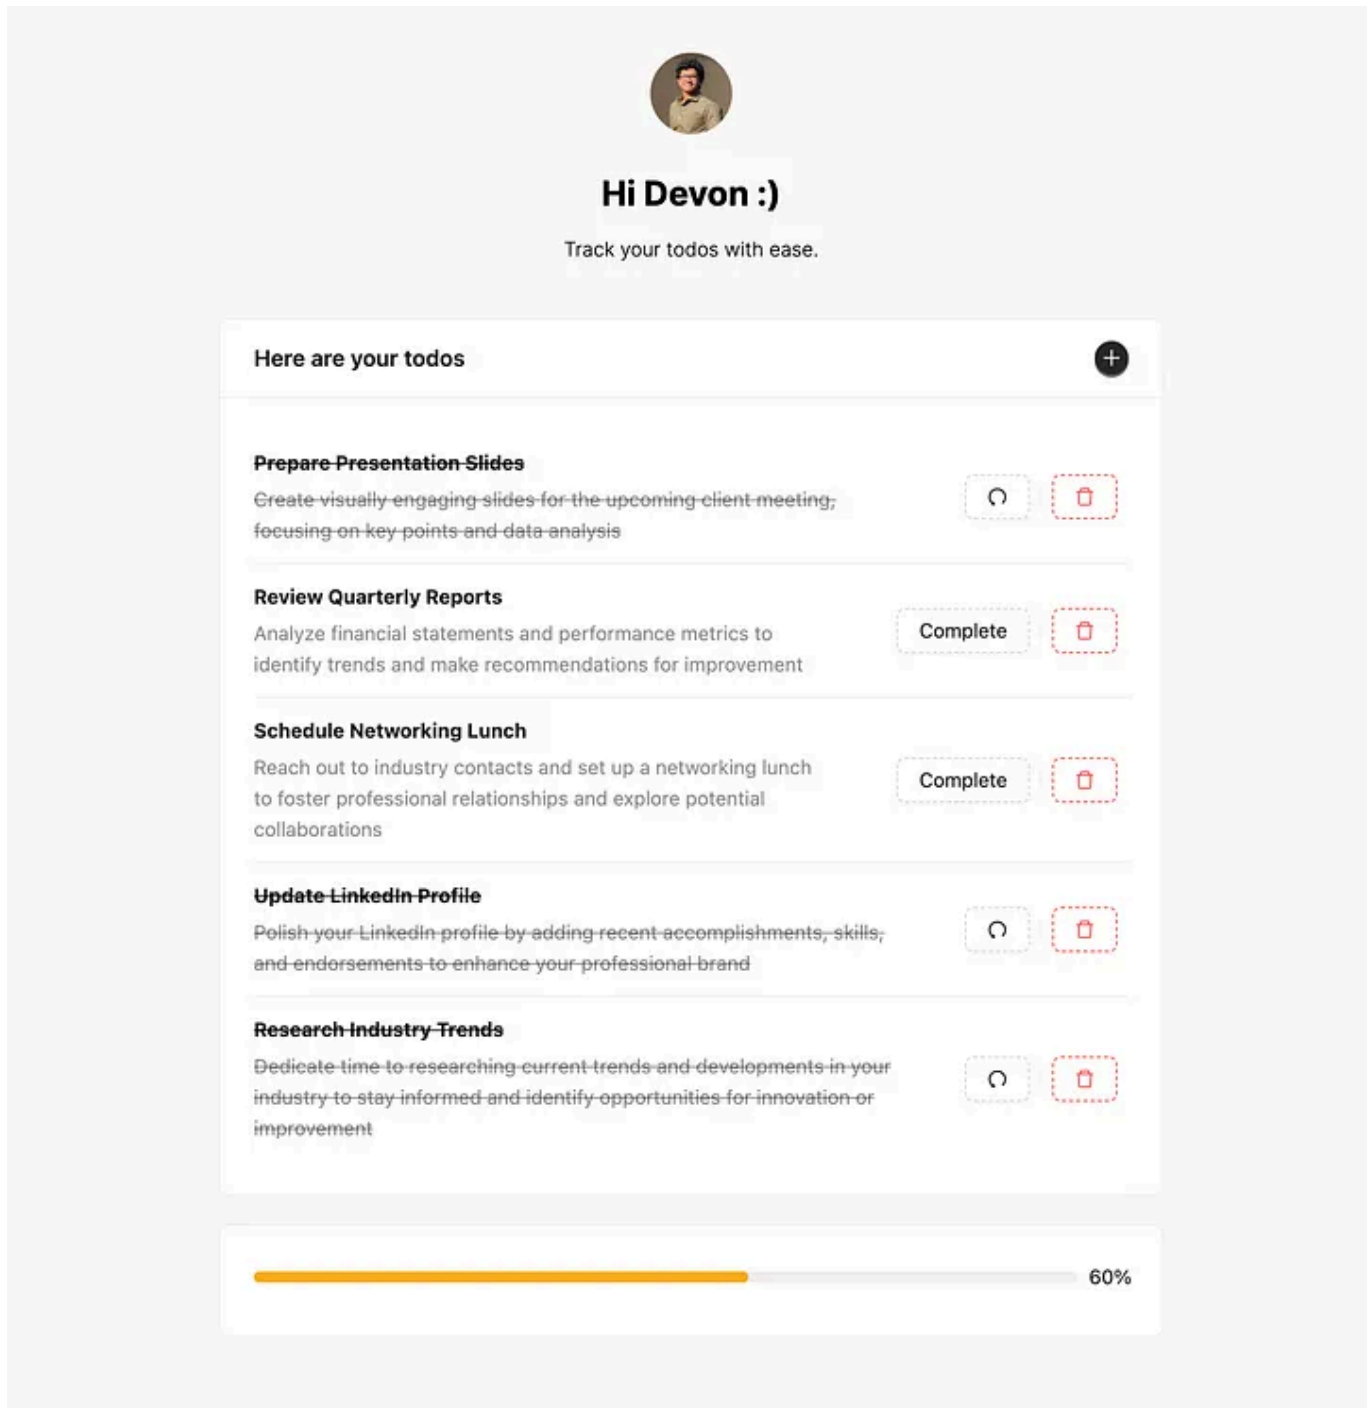 Hi Devon :)
Track your todos with ease.
Here are your todos
Prepare Presentation Slides
Create visually engaging slides for the upcoming client meeting,
focusing on key points and data analysis
Review Quarterly Reports
Analyze financial statements and performance metrics to
identify trends and make recommendations for improvement
Complete
Schedule Networking Lunch
Reach out to industry contacts and set up a networking lunch
to foster professional relationships and explore potential
collaborations
Complete
Update LinkedIn Profile
Polish your LinkedIn profile by adding recent accomplishments, skills,
and endorsements to enhance your professional brand
Research Industry Trends
Dedicate time to researching current trends and developments in your
industry to stay informed and identify opportunities for innovation or
improvement
60%